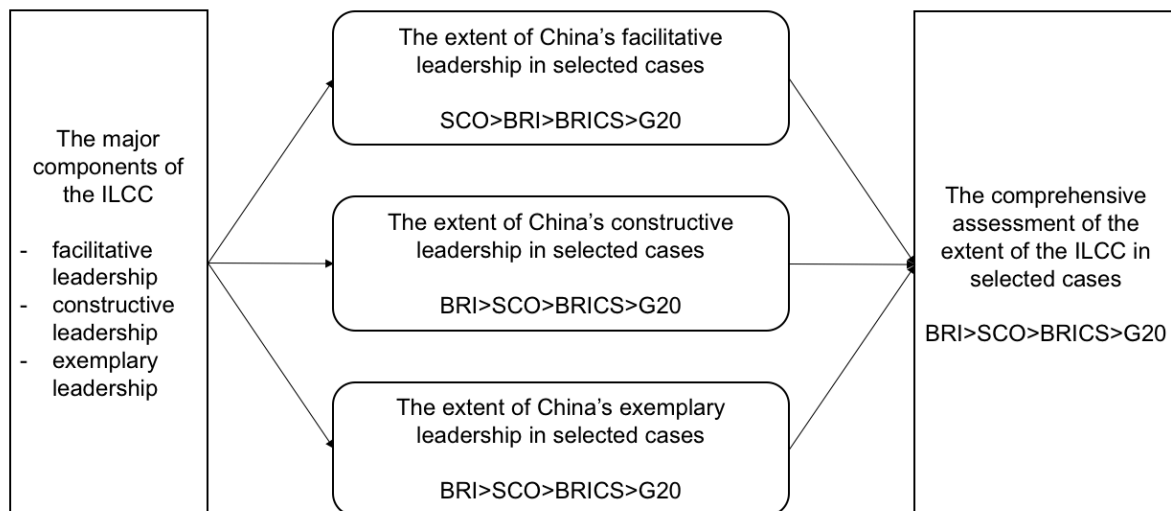 The major
components of
the ILCC
- facilitative
leadership
- constructive
leadership
- exemplary
leadership
The extent of China's facilitative
leadership in selected cases
SCO>BRI>BRICS>G20
The extent of China's constructive
leadership in selected cases
BRI>SCO>BRICS>G20
The extent of China's exemplary
leadership in selected cases
BRI>SCO>BRICS>G20
The comprehensive
assessment of the
extent of the ILCC in
selected cases
BRI>SCO>BRICS>G20